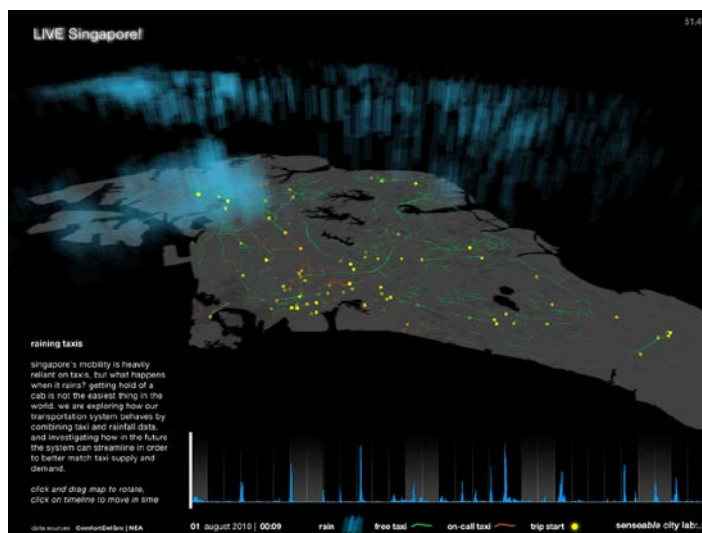 LIVE Singapore!
51.4
raining taxis
singapore's mobility is heavily
reliant on taxis, but what happens
when it rains? getting hold of a
cab is not the easiest thing in the
world. we are exploring how our
transportation system behaves by
combining taxi and rainfall data,
and investigating how in the future
the system can streamline in order
to better match taxi supply and
demand.
click and drag map to rotate,
click on timeline to move in time
data sources ComfortDelGro | NEA
01 august 2010 | 00:09
rain
free taxi
on-call taxi
trip start
senseable city lab:.